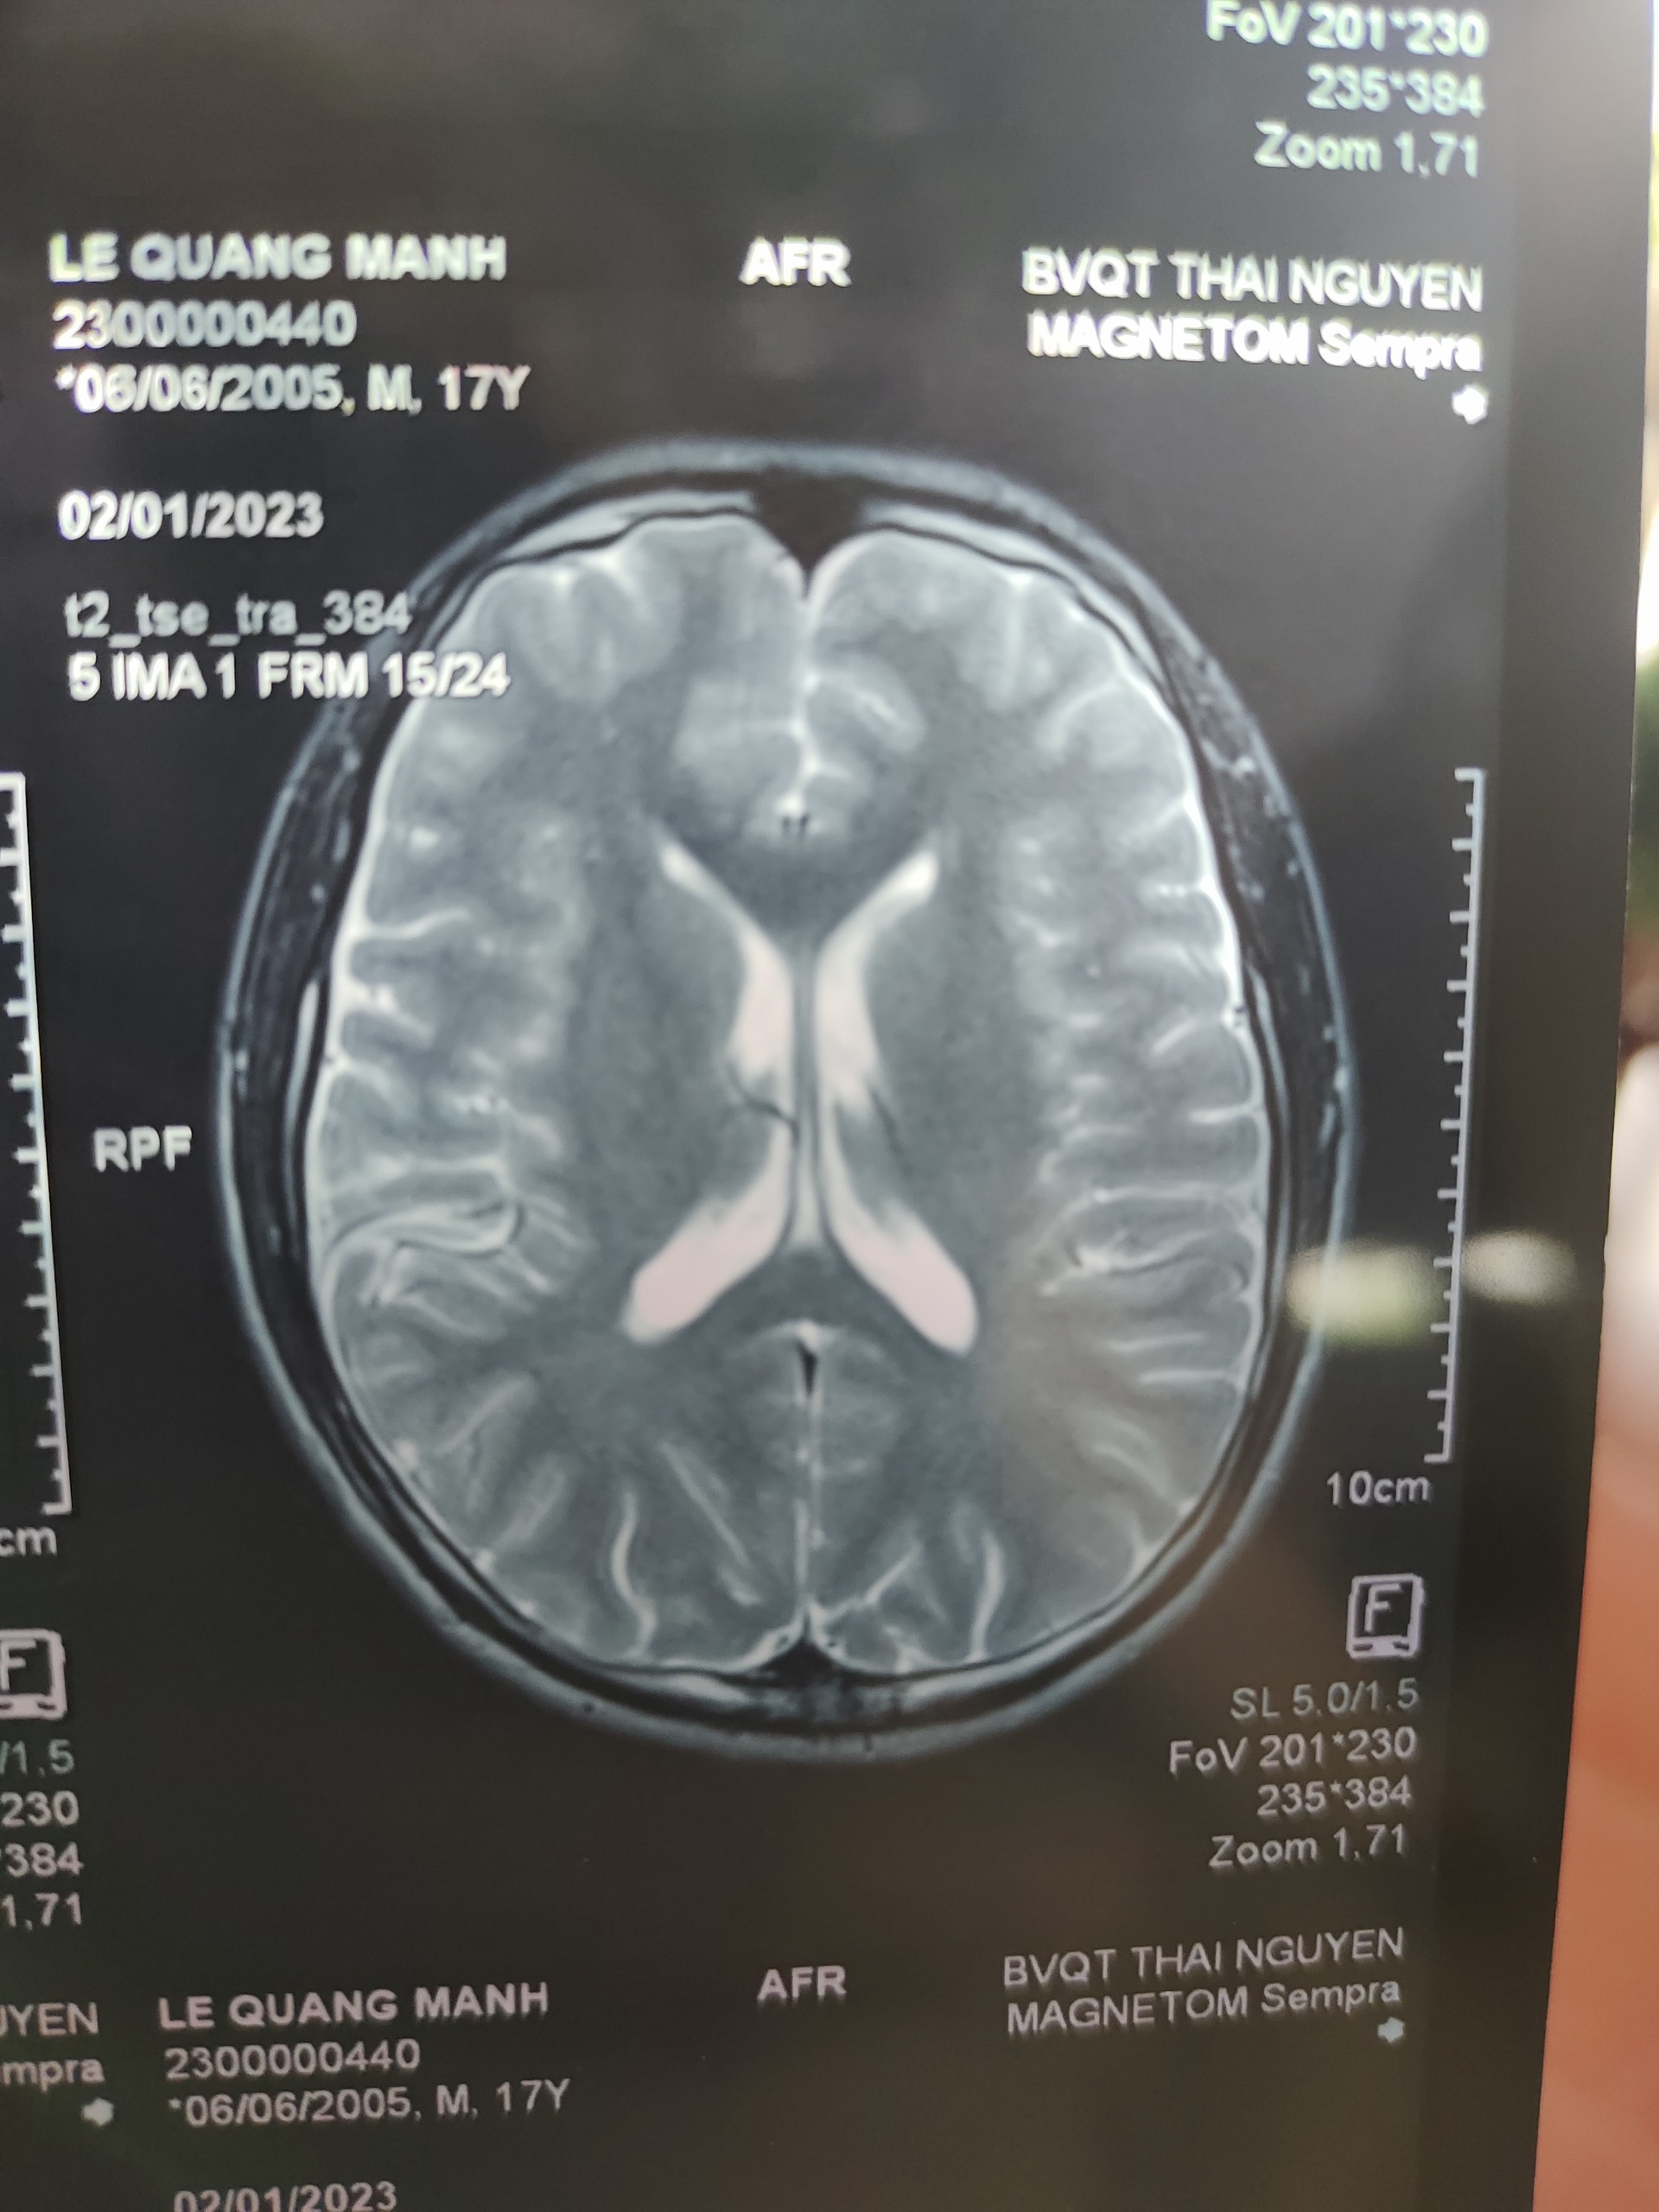 FoV 201*230
235*384
Zoom 1,71
LE QUANG MANH
2300000440
*06/06/2005, M, 17Y
02/01/2023
t2_tse_tra_384
5 IMA 1 FRM 15/24
AFR
BVQT THAI NGUYEN
MAGNETOM Sempra
RPF
10cm
F
SL 5,0/1.5
FoV 201*230
235*384
Zoom 1,71
cm
F
/1,5
230
*384
1,71
UYEN
mpra
LE QUANG MANH
2300000440
*06/06/2005, M, 17Y
02/01/2023
AFR
BVQT THAI NGUYEN
MAGNETOM Sempra